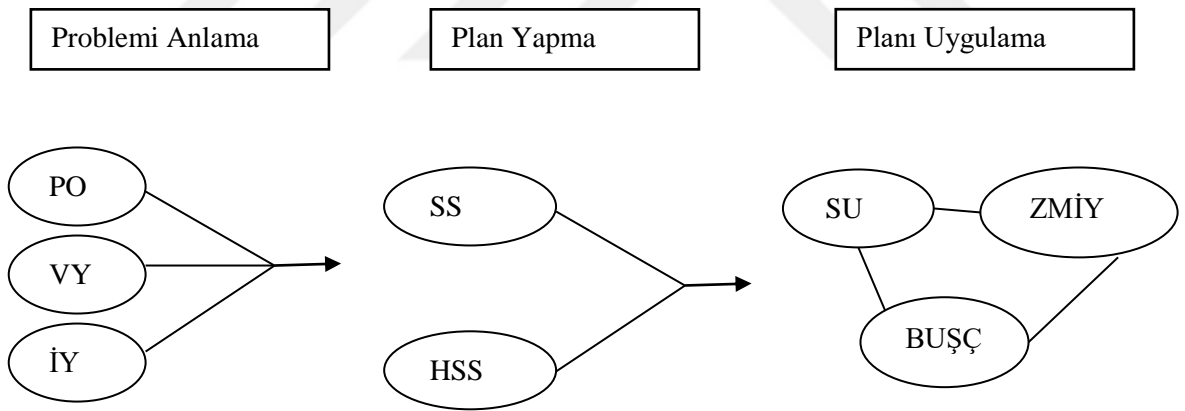 Problemi Anlama
Plan Yapma
Planı Uygulama
PO
VY
İY
SS
HSS
SU
ZMİY
BUŞÇ